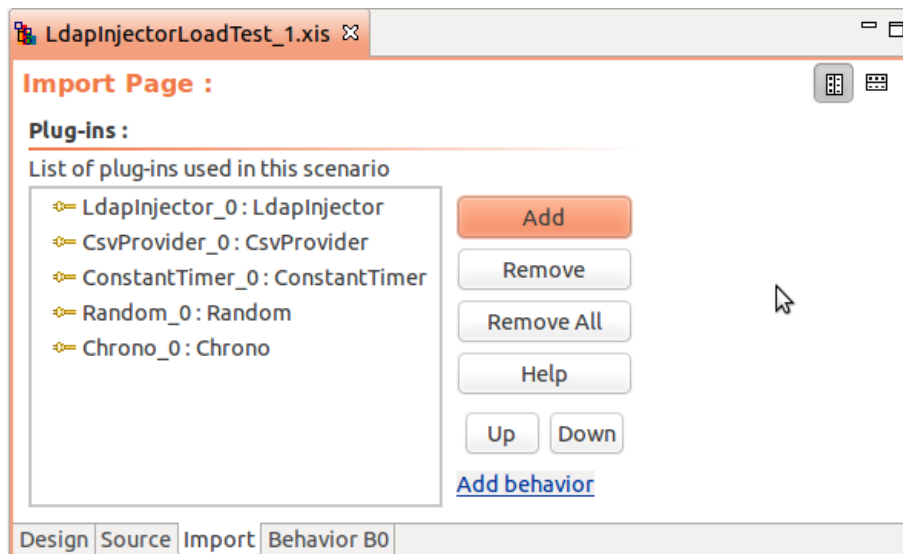 LdapInjectorLoadTest_1.xis
Import Page :
Plug-ins :
List of plug-ins used in this scenario
LdapInjector_0 : LdapInjector
CsvProvider_0 : CsvProvider
ConstantTimer_0 : ConstantTimer
Random_0 : Random
Chrono_0 : Chrono
Add
Remove
Remove All
Help
Up Down
Add behavior
Design Source Import Behavior B0